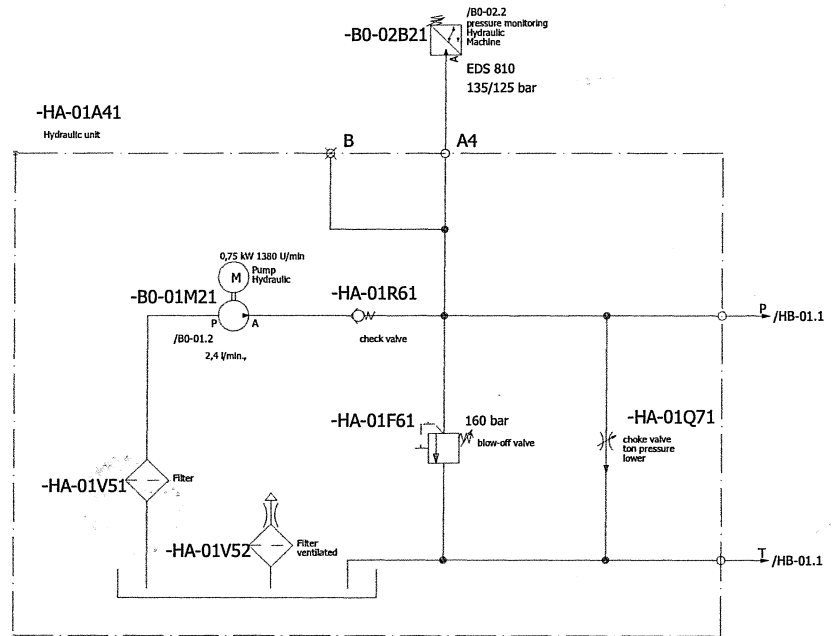 /B0-02.2
pressure monitoring
Hydraulic
Machine
-B0-02B21
A
EDS 810
135/125 bar
-HA-01A41
Hydraulic unit
B
A4
0,75 kW 1380 U/min
M
Pump
Hydraulic
-B0-01M21
P
A
/B0-01.2
2,4 l/min.,
-HA-01R61
check valve
P
/HB-01.1
-HA-01F61
160 bar
blow-off valve
-HA-01Q71
choke valve
ton pressure
lower
-HA-01V51
Filter
-HA-01V52
Filter
ventilated
T
/HB-01.1